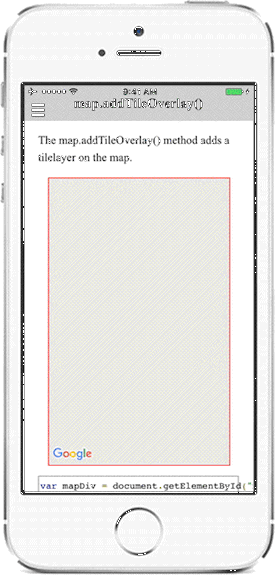 9:41 AM
map.addTileOverlay()
The map.addTileOverlay() method adds a
tilelayer on the map.
Google
var mapDiv = document.getElementById("